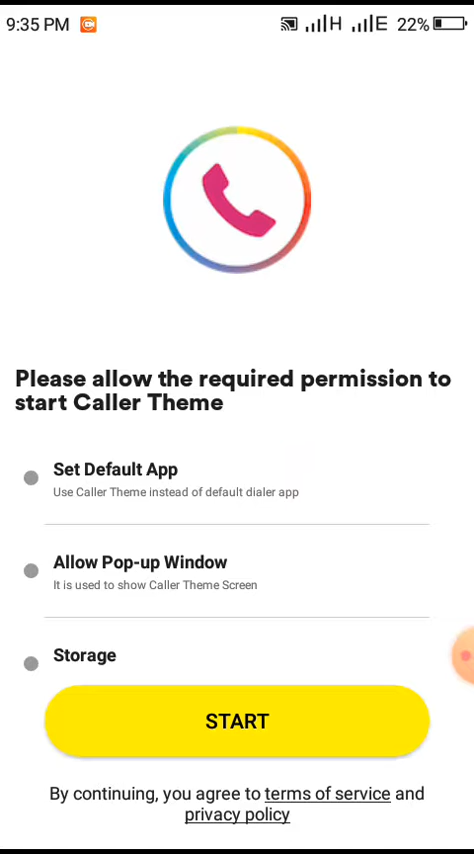 9:35 PM H E 22%
Please allow the required permission to
start Caller Theme
Set Default App
Use Caller Theme instead of default dialer app
Allow Pop-up Window
It is used to show Caller Theme Screen
Storage
START
By continuing, you agree to terms of service and
privacy policy